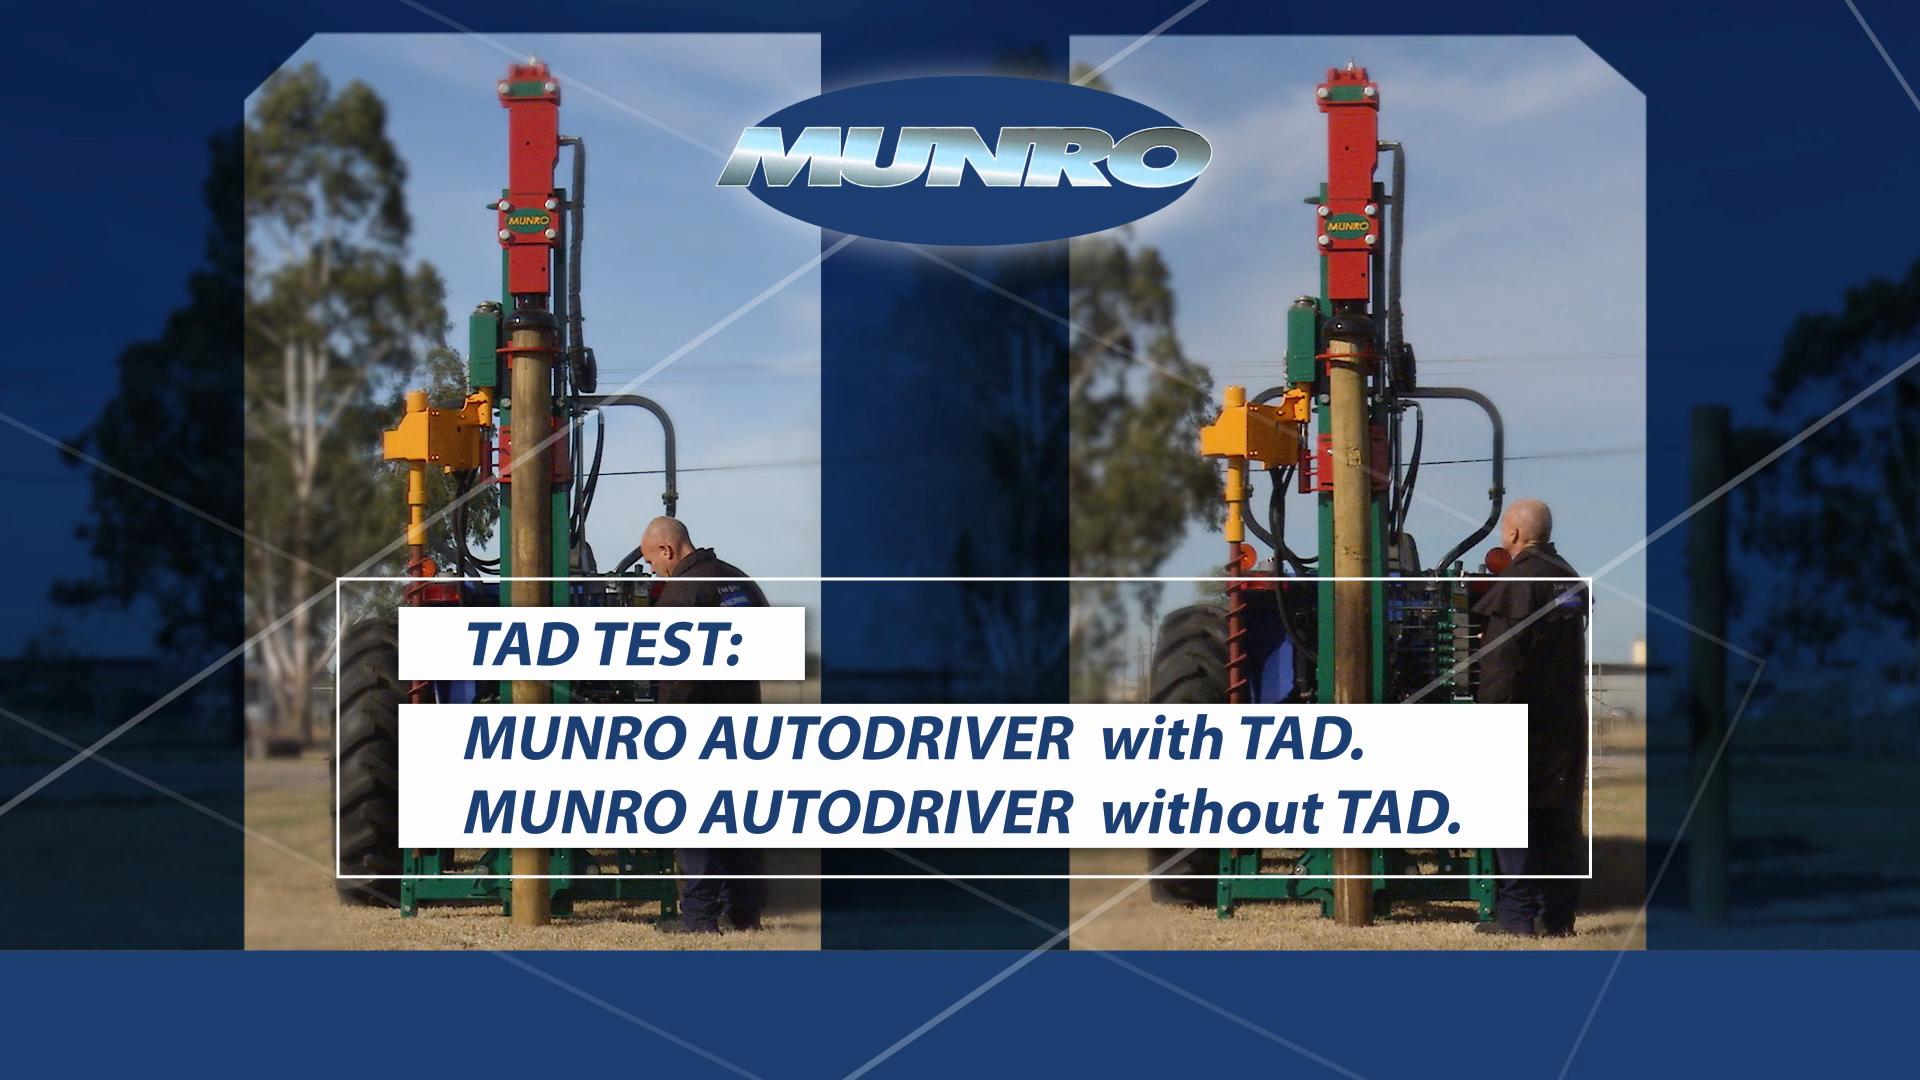 MUNRO
MUNRO
MUNRO
TAD TEST:
MUNRO AUTODRIVER with TAD.
MUNRO AUTODRIVER without TAD.